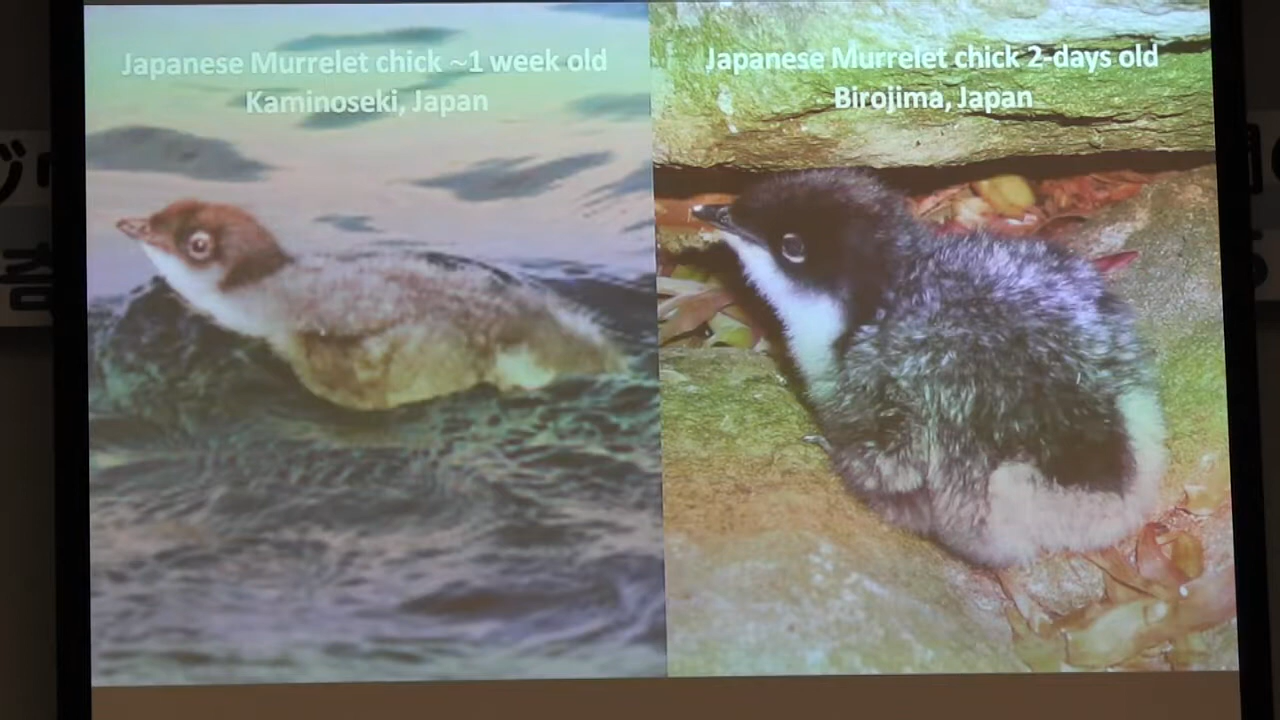 Japanese Murrelet chick ~1 week old
Kaminoseki, Japan
Japanese Murrelet chick 2-days old
Birojima, Japan